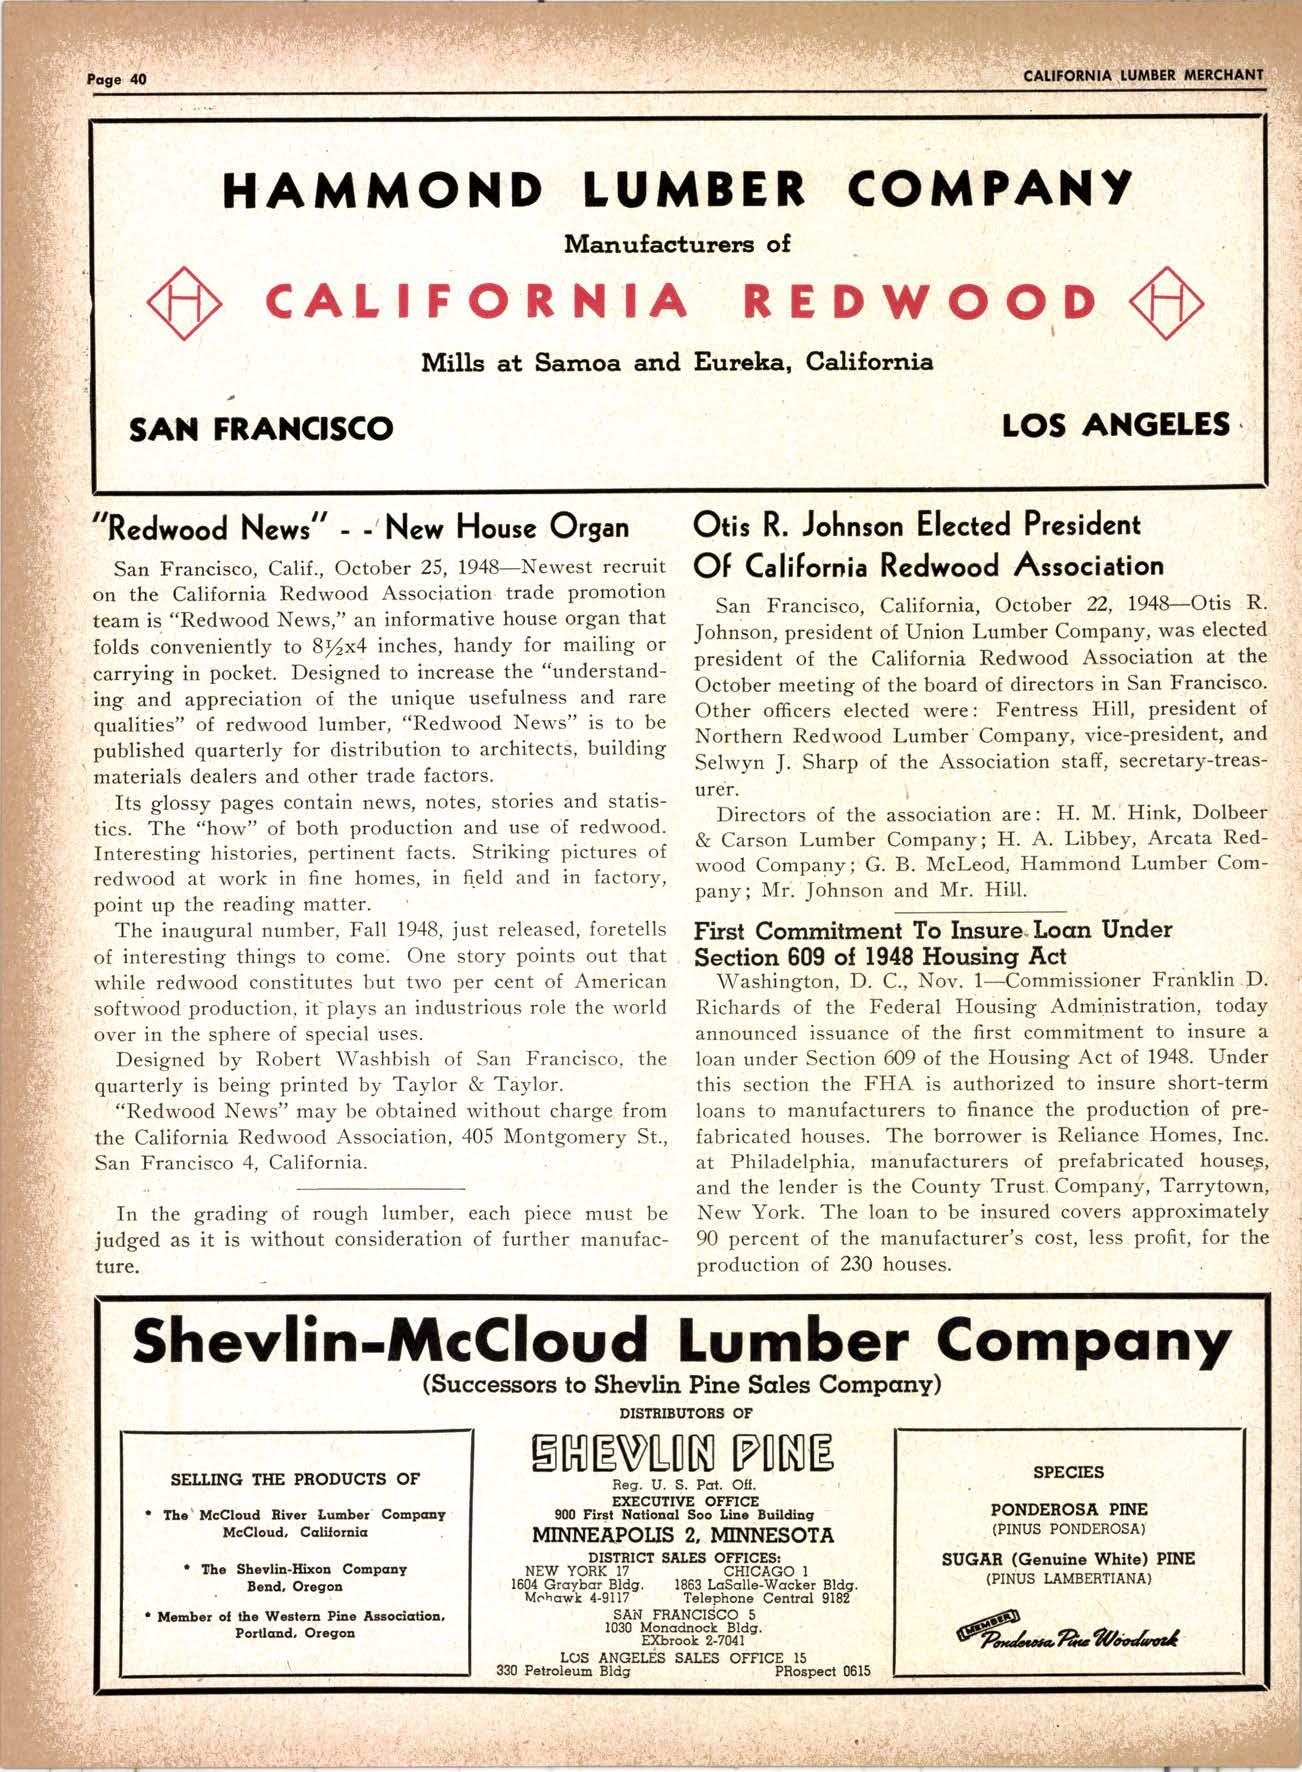 Page 40
CALIFORNIA LUMBER MERCHANT
HAMMOND LUMBER COMPANY
Manufacturers of
H CALIFORNIA REDWOOD H
Mills at Samoa and Eureka, California
SAN FRANCISCO
LOS ANGELES
"Redwood News" - - New House Organ
San Francisco, Calif., October 25, 1948—Newest recruit
on the California Redwood Association trade promotion
team is "Redwood News," an informative house organ that
folds conveniently to 8½x4 inches, handy for mailing or
carrying in pocket. Designed to increase the "understand-
ing and appreciation of the unique usefulness and rare
qualities" of redwood lumber, "Redwood News" is to be
published quarterly for distribution to architects, building
materials dealers and other trade factors.
Its glossy pages contain news, notes, stories and statis-
tics. The "how" of both production and use of redwood.
Interesting histories, pertinent facts. Striking pictures of
redwood at work in fine homes, in field and in factory,
point up the reading matter.
The inaugural number, Fall 1948, just released, foretells
of interesting things to come. One story points out that
while redwood constitutes but two per cent of American
softwood production, it plays an industrious role the world
over in the sphere of special uses.
Designed by Robert Washbish of San Francisco, the
quarterly is being printed by Taylor & Taylor.
"Redwood News" may be obtained without charge from
the California Redwood Association, 405 Montgomery St.,
San Francisco 4, California.
In the grading of rough lumber, each piece must be
judged as it is without consideration of further manufac-
ture.
Otis R. Johnson Elected President
Of California Redwood Association
San Francisco, California, October 22, 1948—Otis R.
Johnson, president of Union Lumber Company, was elected
president of the California Redwood Association at the
October meeting of the board of directors in San Francisco.
Other officers elected were: Fentress Hill, president of
Northern Redwood Lumber Company, vice-president, and
Selwyn J. Sharp of the Association staff, secretary-treas-
urer.
Directors of the association are: H. M. Hink, Dolbeer
& Carson Lumber Company; H. A. Libbey, Arcata Red-
wood Company; G. B. McLeod, Hammond Lumber Com-
pany; Mr. Johnson and Mr. Hill.
First Commitment To Insure Loan Under
Section 609 of 1948 Housing Act
Washington, D. C., Nov. 1—Commissioner Franklin D.
Richards of the Federal Housing Administration, today
announced issuance of the first commitment to insure a
loan under Section 609 of the Housing Act of 1948. Under
this section the FHA is authorized to insure short-term
loans to manufacturers to finance the production of pre-
fabricated houses. The borrower is Reliance Homes, Inc.
at Philadelphia, manufacturers of prefabricated houses,
and the lender is the County Trust Company, Tarrytown,
New York. The loan to be insured covers approximately
90 percent of the manufacturer's cost, less profit, for the
production of 230 houses.
Shevlin-McCloud Lumber Company
(Successors to Shevlin Pine Sales Company)
DISTRIBUTORS OF
SHEVLIN PINE
Reg. U. S. Pat. Off.
EXECUTIVE OFFICE
900 First National Soo Line Building
MINNEAPOLIS 2, MINNESOTA
DISTRICT SALES OFFICES:
NEW YORK 17 CHICAGO 1
1604 Graybar Bldg. 1863 LaSalle-Wacker Bldg.
Mohawk 4-9117 Telephone Central 9182
SAN FRANCISCO 5
1030 Monadnock Bldg.
EXbrook 2-7041
LOS ANGELES SALES OFFICE 15
330 Petroleum Bldg PRospect 0615
SELLING THE PRODUCTS OF
* The McCloud River Lumber Company
McCloud, California
* The Shevlin-Hixon Company
Bend, Oregon
* Member of the Western Pine Association,
Portland, Oregon
SPECIES
PONDEROSA PINE
(PINUS PONDEROSA)
SUGAR (Genuine White) PINE
(PINUS LAMBERTIANA)
MEMBER
Ponderosa Pine Woodwork